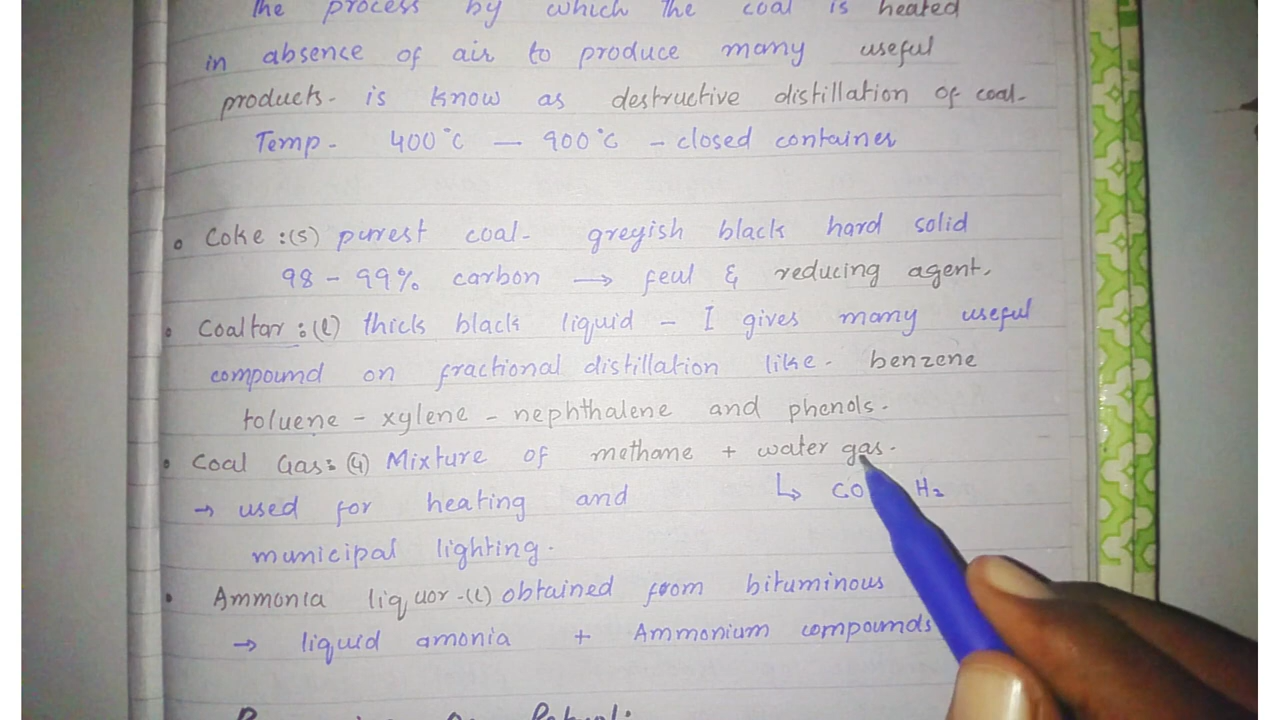 The process by which the coal is heated
in absence of air to produce many useful
products- is know as destructive distillation of coal-
Temp- 400°C — 900°C - closed container
• Coke :(s) purest coal- greyish black hard solid
98 - 99% carbon → feul & reducing agent.
• Coaltar :(l) thick black liquid - I gives many useful
compound on fractional distillation like- benzene
toluene - xylene - nephthalene and phenols-
• Coal Gas: (G) Mixture of methane + water gas-
↳ CO H₂
→ used for heating and
municipal lighting-
• Ammonia liquor-(l) obtained from bituminous
→ liquid amonia + Ammonium compounds